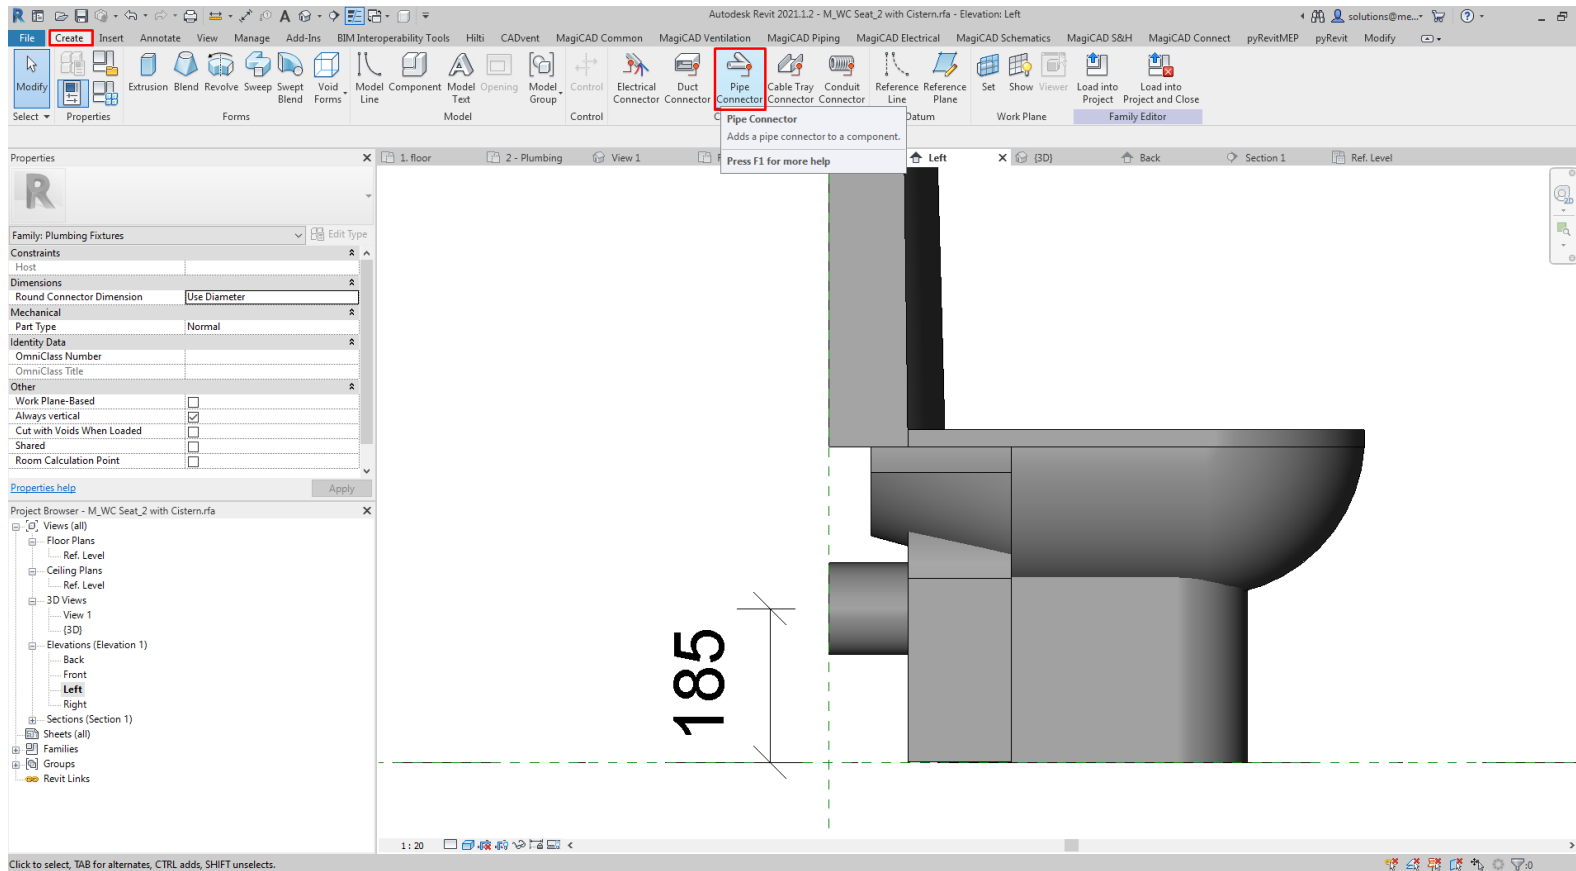 Autodesk Revit 2021.1.2 - M_WC Seat_2 with Cistern.rfa - Elevation: Left
solutions@me...
File Create Insert Annotate View Manage Add-Ins BIM Interoperability Tools Hilti CADvent MagiCAD Common MagiCAD Ventilation MagiCAD Piping MagiCAD Electrical MagiCAD Schematics MagiCAD S&H MagiCAD Connect pyRevitMEP pyRevit Modify
Modify Extrusion Blend Revolve Sweep Swept Void Model Component Model Opening Model Control Electrical Duct Pipe Cable Tray Conduit Reference Reference Set Show Viewer Load into Load into
Blend Forms Line Text Group Connector Connector Connector Connector Connector Line Plane Project Project and Close
Select Properties Forms Model Control Datum Work Plane Family Editor
Pipe Connector
Adds a pipe connector to a component.
Press F1 for more help
Properties
1. floor 2 - Plumbing View 1 Left {3D} Back Section 1 Ref. Level
Family: Plumbing Fixtures Edit Type
Constraints
Host
Dimensions
Round Connector Dimension Use Diameter
Mechanical
Part Type Normal
Identity Data
OmniClass Number
OmniClass Title
Other
Work Plane-Based
Always vertical
Cut with Voids When Loaded
Shared
Room Calculation Point
Properties help Apply
Project Browser - M_WC Seat_2 with Cistern.rfa
Views (all)
Floor Plans
Ref. Level
Ceiling Plans
Ref. Level
3D Views
View 1
{3D}
Elevations (Elevation 1)
Back
Front
Left
Right
Sections (Section 1)
Sheets (all)
Families
Groups
Revit Links
185
2D
1 : 20
Click to select, TAB for alternates, CTRL adds, SHIFT unselects.
:0